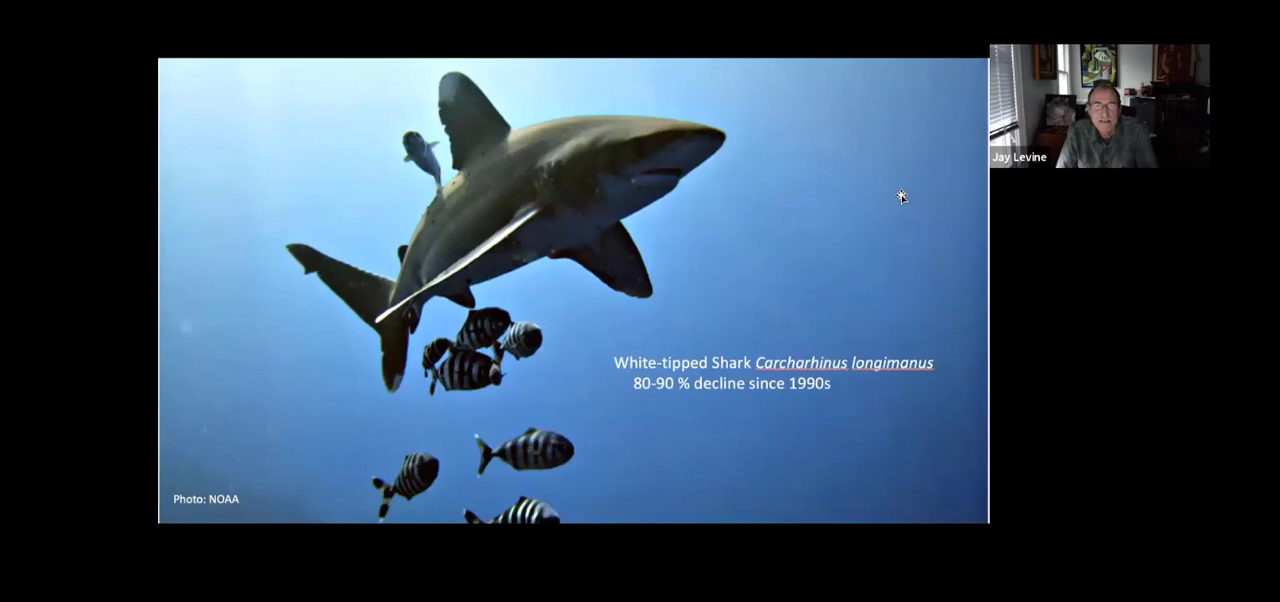 Jay Levine
White-tipped Shark Carcharhinus longimanus
80-90 % decline since 1990s
Photo: NOAA